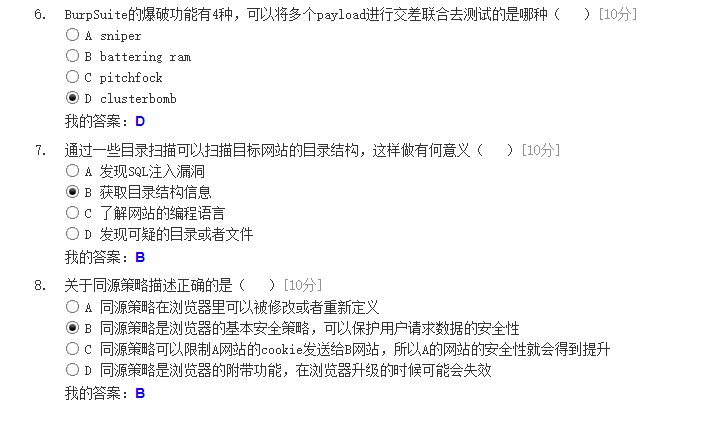 6. BurpSuite的爆破功能有4种，可以将多个payload进行交差联合去测试的是哪种（ ）[10分]
A sniper
B battering ram
C pitchfock
D clusterbomb
我的答案：D
7. 通过一些目录扫描可以扫描目标网站的目录结构，这样做有何意义（ ）[10分]
A 发现SQL注入漏洞
B 获取目录结构信息
C 了解网站的编程语言
D 发现可疑的目录或者文件
我的答案：B
8. 关于同源策略描述正确的是（ ）[10分]
A 同源策略在浏览器里可以被修改或者重新定义
B 同源策略是浏览器的基本安全策略，可以保护用户请求数据的安全性
C 同源策略可以限制A网站的cookie发送给B网站，所以A的网站的安全性就会得到提升
D 同源策略是浏览器的附带功能，在浏览器升级的时候可能会失效
我的答案：B